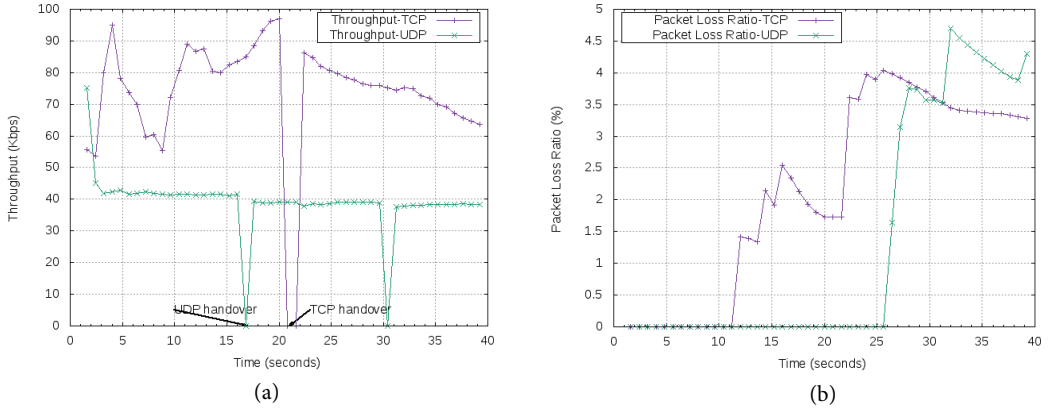 Throughput-TCP
Throughput-UDP
100
90
80
70
60
50
40
30
20
10
0
Throughput (Kbps)
UDP handover
TCP handover
0 5 10 15 20 25 30 35 40
Time (seconds)
(a)
Packet Loss Ratio-TCP
Packet Loss Ratio-UDP
5
4.5
4
3.5
3
2.5
2
1.5
1
0.5
0
Packet Loss Ratio (%)
0 5 10 15 20 25 30 35 40
Time (seconds)
(b)